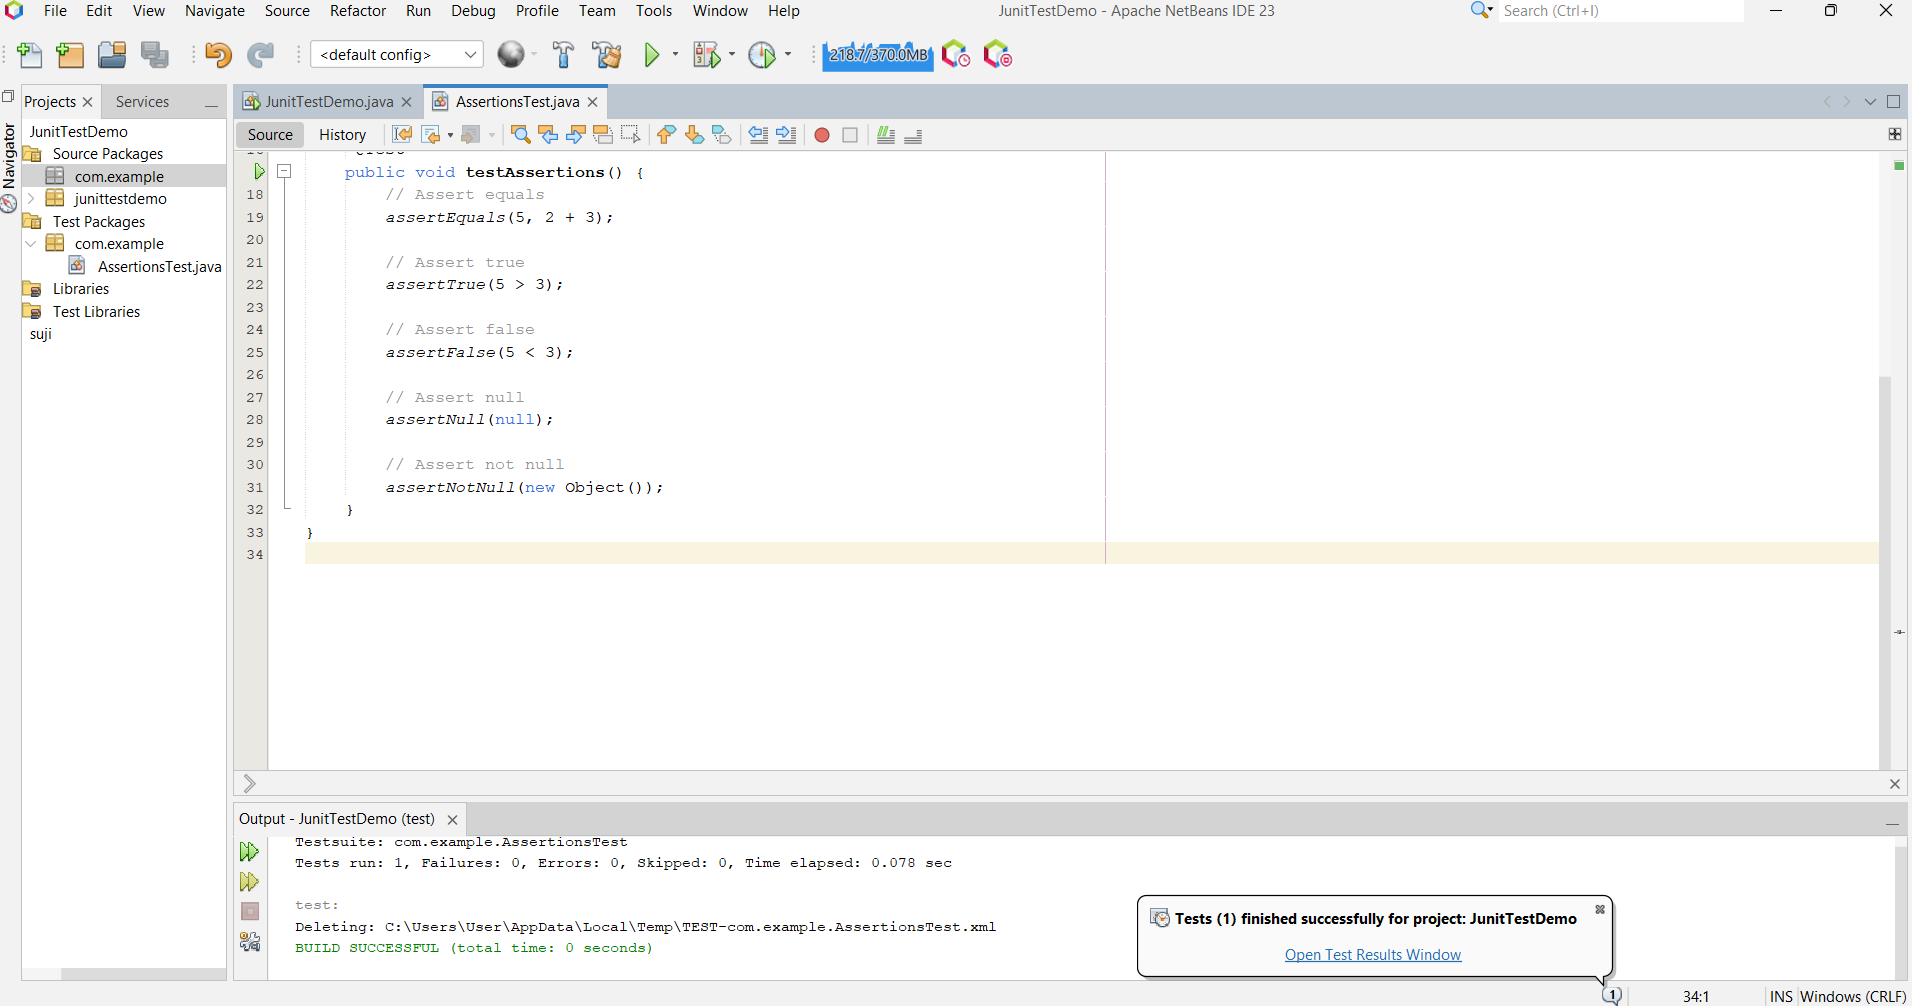 File Edit View Navigate Source Refactor Run Debug Profile Team Tools Window Help
JunitTestDemo - Apache NetBeans IDE 23
Search (Ctrl+I)
<default config>
218.7/370.0MB
Projects
Services
JunitTestDemo.java
AssertionsTest.java
Navigator
JunitTestDemo
Source Packages
com.example
junittestdemo
Test Packages
com.example
AssertionsTest.java
Libraries
Test Libraries
suji
Source
History
public void testAssertions() {
18 // Assert equals
19 assertEquals(5, 2 + 3);
20
21 // Assert true
22 assertTrue(5 > 3);
23
24 // Assert false
25 assertFalse(5 < 3);
26
27 // Assert null
28 assertNull(null);
29
30 // Assert not null
31 assertNotNull(new Object());
32 }
33 }
34
Output - JunitTestDemo (test)
Testsuite: com.example.AssertionsTest
Tests run: 1, Failures: 0, Errors: 0, Skipped: 0, Time elapsed: 0.078 sec
test:
Deleting: C:\Users\User\AppData\Local\Temp\TEST-com.example.AssertionsTest.xml
BUILD SUCCESSFUL (total time: 0 seconds)
Tests (1) finished successfully for project: JunitTestDemo
Open Test Results Window
1
34:1
INS
Windows (CRLF)